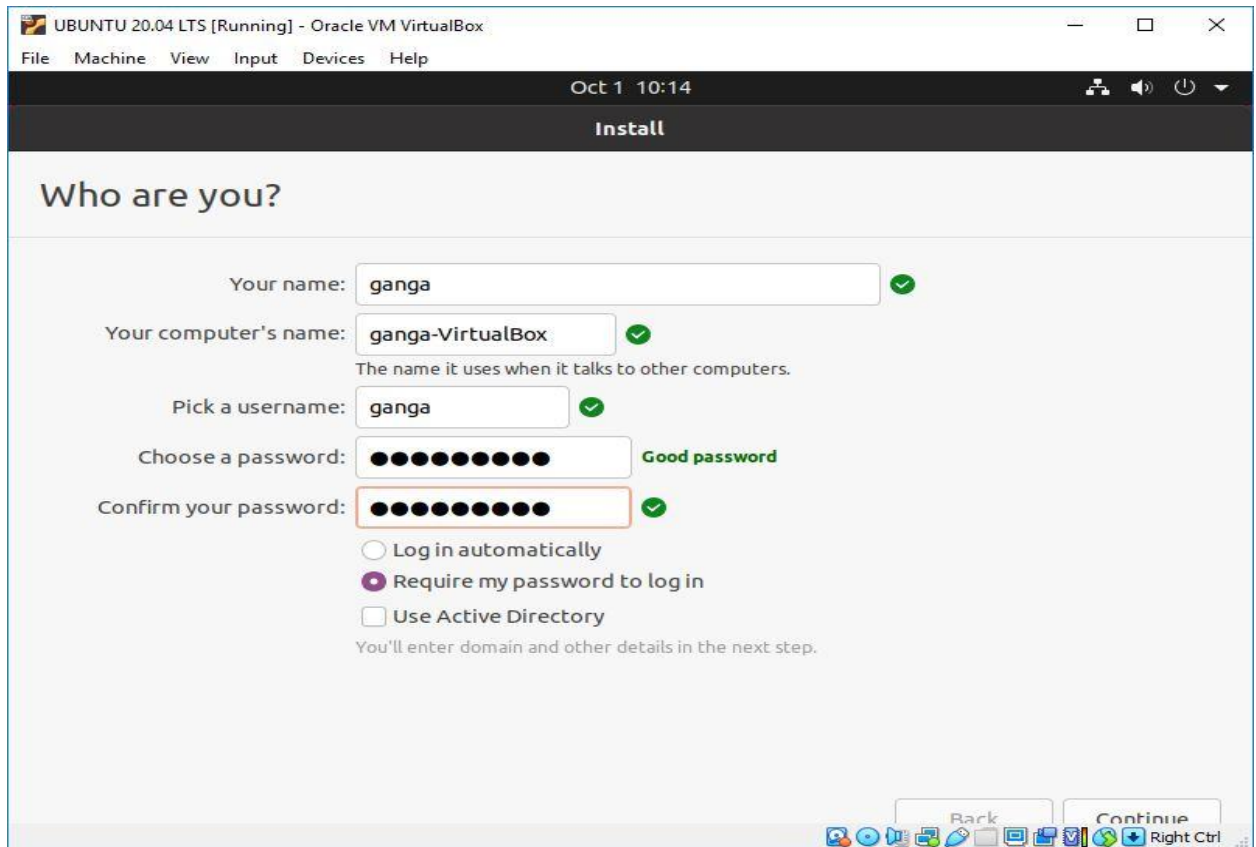 UBUNTU 20.04 LTS [Running] - Oracle VM VirtualBox
File Machine View Input Devices Help
Oct 1 10:14
Install
Who are you?
Your name: ganga
Your computer's name: ganga-VirtualBox
The name it uses when it talks to other computers.
Pick a username: ganga
Choose a password: ●●●●●●●●● Good password
Confirm your password: ●●●●●●●●●
Log in automatically
Require my password to log in
Use Active Directory
You'll enter domain and other details in the next step.
Back Continue
Right Ctrl